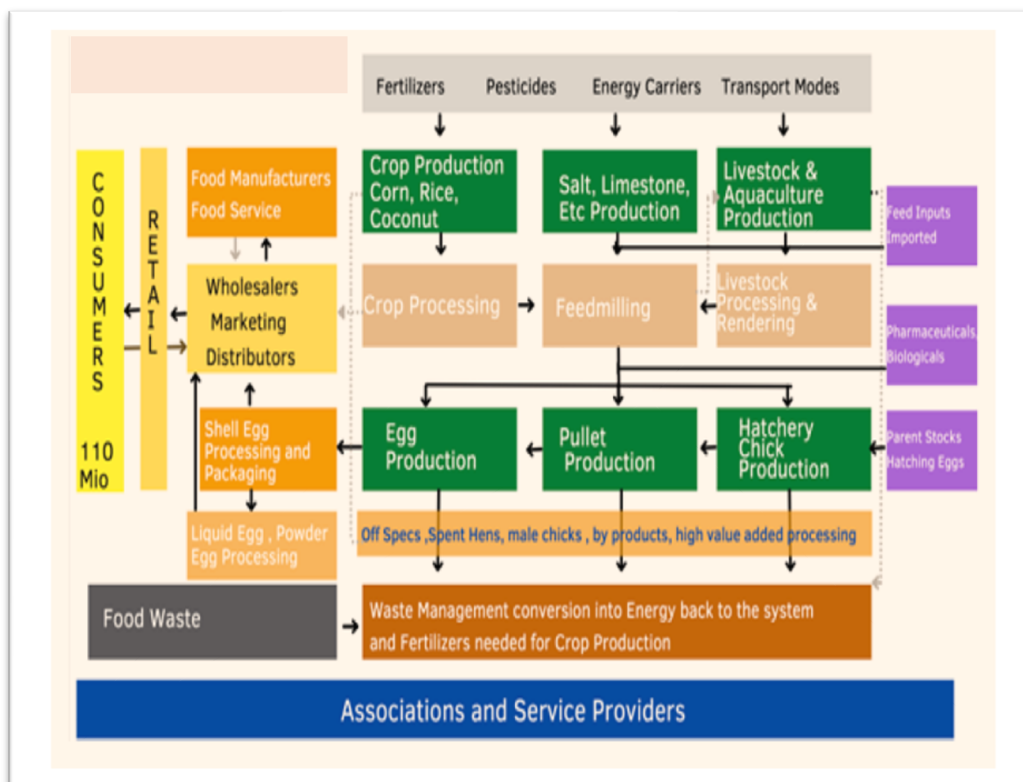 Fertilizers Pesticides Energy Carriers Transport Modes
CONSUMERS
110
Mio
RETAIL
Food Manufacturers
Food Service
Crop Production
Corn, Rice,
Coconut
Salt, Limestone,
Etc Production
Livestock &
Aquaculture
Production
Feed Inputs
Imported
Wholesalers
Marketing
Distributors
Crop Processing
Feedmilling
Livestock
Processing &
Rendering
Pharmaceuticals,
Biologicals
Shell Egg
Processing and
Packaging
Egg
Production
Pullet
Production
Hatchery
Chick
Production
Parent Stocks
Hatching Eggs
Liquid Egg , Powder
Egg Processing
Off Specs ,Spent Hens, male chicks , by products, high value added processing
Food Waste
Waste Management conversion into Energy back to the system
and Fertilizers needed for Crop Production
Associations and Service Providers